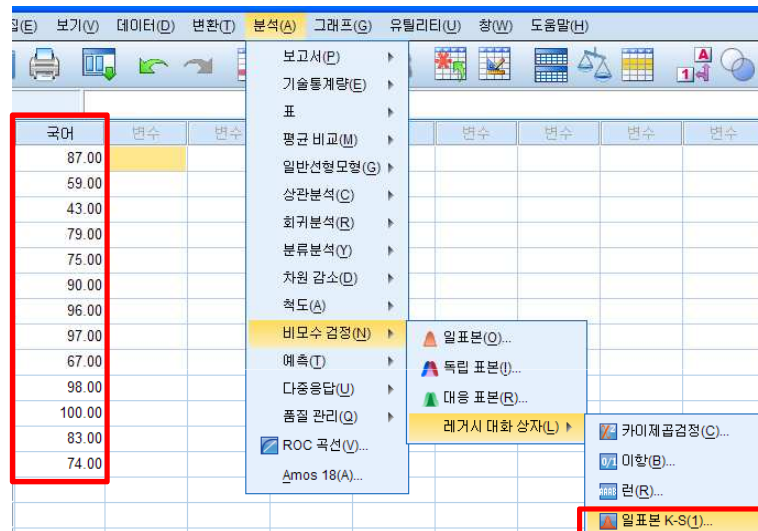 집(E) 보기(V) 데이터(D) 변환(T) 분석(A) 그래프(G) 유틸리티(U) 창(W) 도움말(H)
보고서(P)
기술통계량(E)
표
평균 비교(M)
일반선형모형(G)
상관분석(C)
회귀분석(R)
분류분석(Y)
차원 감소(D)
척도(A)
비모수 검정(N)
예측(T)
다중응답(U)
품질 관리(Q)
ROC 곡선(V)...
Amos 18(A)...
일표본(O)...
독립 표본(I)...
대응 표본(R)...
레거시 대화 상자(L)
카이제곱검정(C)...
이항(B)...
런(R)...
일표본 K-S(1)...
국어 변수 변수 변수 변수 변수 변수
87.00
59.00
43.00
79.00
75.00
90.00
96.00
97.00
67.00
98.00
100.00
83.00
74.00